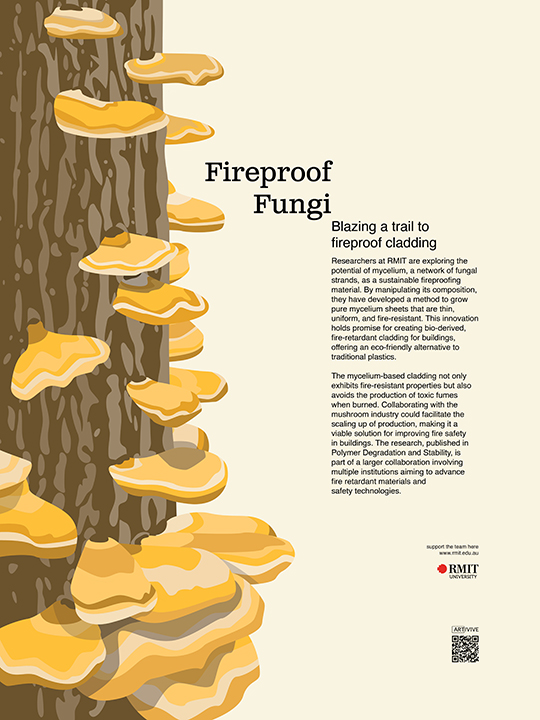 Fireproof
Fungi
Blazing a trail to
fireproof cladding
Researchers at RMIT are exploring the
potential of mycelium, a network of fungal
strands, as a sustainable fireproofing
material. By manipulating its composition,
they have developed a method to grow
pure mycelium sheets that are thin,
uniform, and fire-resistant. This innovation
holds promise for creating bio-derived,
fire-retardant cladding for buildings,
offering an eco-friendly alternative to
traditional plastics.
The mycelium-based cladding not only
exhibits fire-resistant properties but also
avoids the production of toxic fumes
when burned. Collaborating with the
mushroom industry could facilitate the
scaling up of production, making it a
viable solution for improving fire safety
in buildings. The research, published in
Polymer Degradation and Stability, is
part of a larger collaboration involving
multiple institutions aiming to advance
fire retardant materials and
safety technologies.
support the team here
www.rmit.edu.au
RMIT
UNIVERSITY
ARTIVIVE